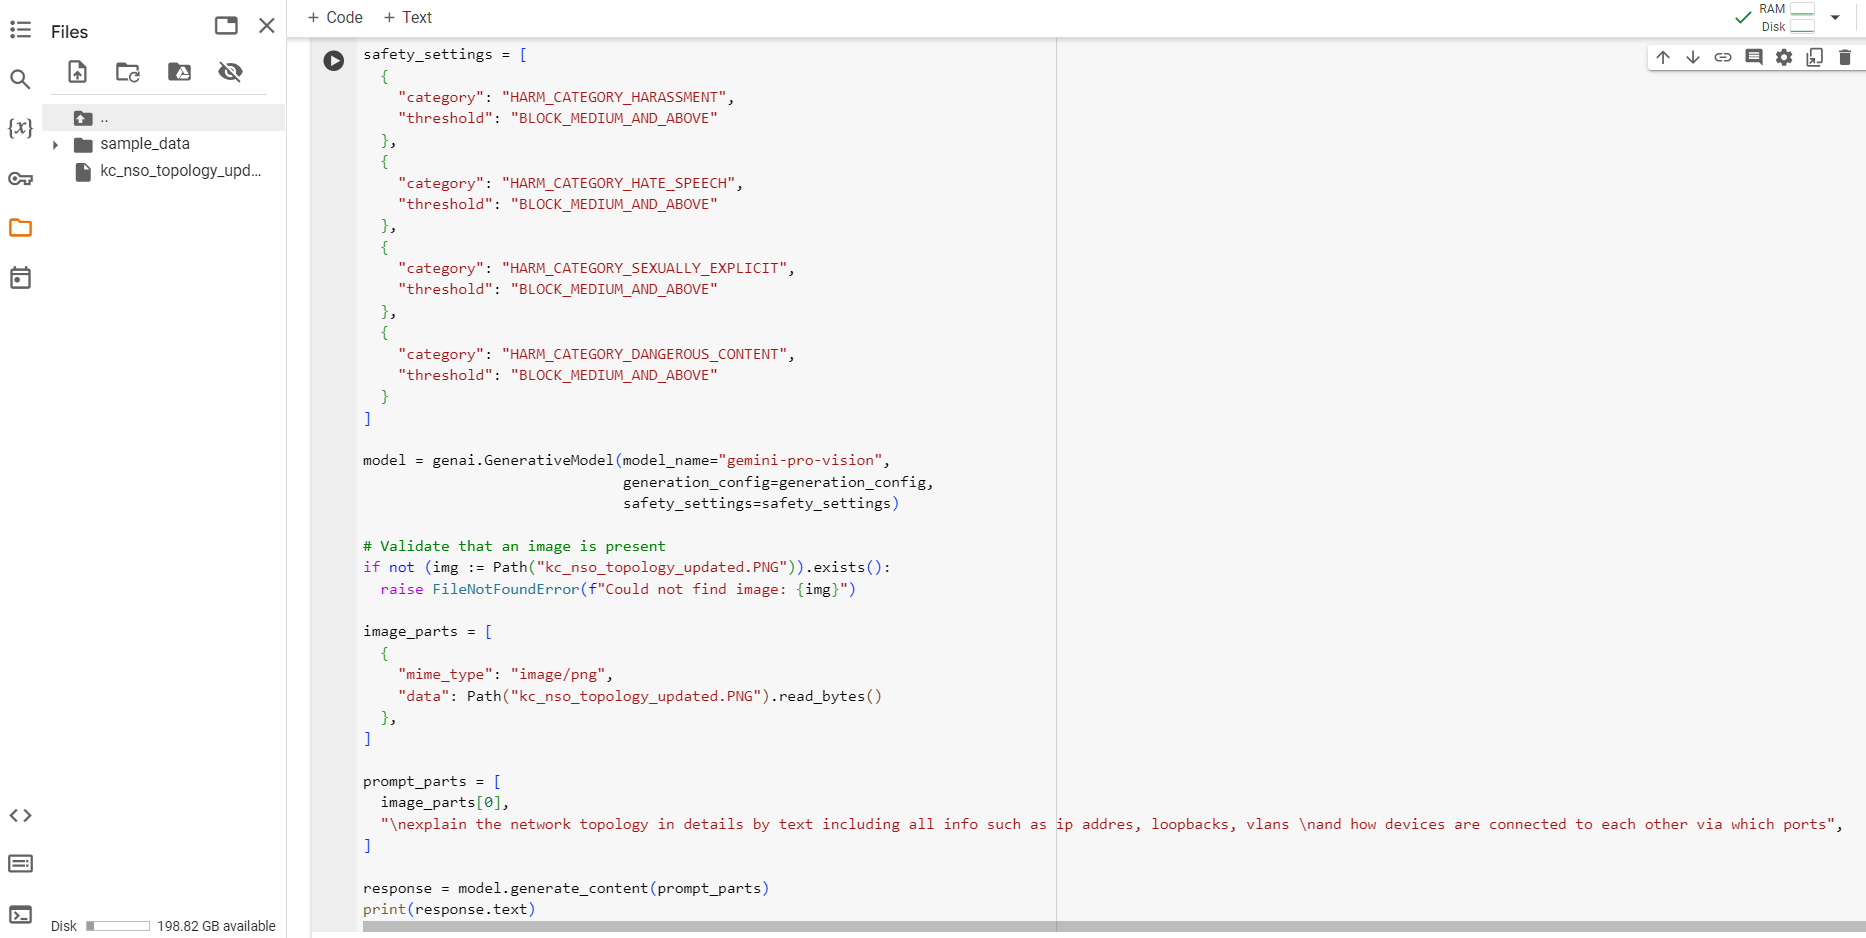 Files
..
sample_data
kc_nso_topology_upd...
Disk 198.82 GB available
+ Code + Text
RAM
Disk
{x}
safety_settings = [
  {
    "category": "HARM_CATEGORY_HARASSMENT",
    "threshold": "BLOCK_MEDIUM_AND_ABOVE"
  },
  {
    "category": "HARM_CATEGORY_HATE_SPEECH",
    "threshold": "BLOCK_MEDIUM_AND_ABOVE"
  },
  {
    "category": "HARM_CATEGORY_SEXUALLY_EXPLICIT",
    "threshold": "BLOCK_MEDIUM_AND_ABOVE"
  },
  {
    "category": "HARM_CATEGORY_DANGEROUS_CONTENT",
    "threshold": "BLOCK_MEDIUM_AND_ABOVE"
  }
]
model = genai.GenerativeModel(model_name="gemini-pro-vision",
                              generation_config=generation_config,
                              safety_settings=safety_settings)
# Validate that an image is present
if not (img := Path("kc_nso_topology_updated.PNG")).exists():
  raise FileNotFoundError(f"Could not find image: {img}")
image_parts = [
  {
    "mime_type": "image/png",
    "data": Path("kc_nso_topology_updated.PNG").read_bytes()
  },
]
prompt_parts = [
  image_parts[0],
  "\nexplain the network topology in details by text including all info such as ip addres, loopbacks, vlans \nand how devices are connected to each other via which ports",
]
response = model.generate_content(prompt_parts)
print(response.text)